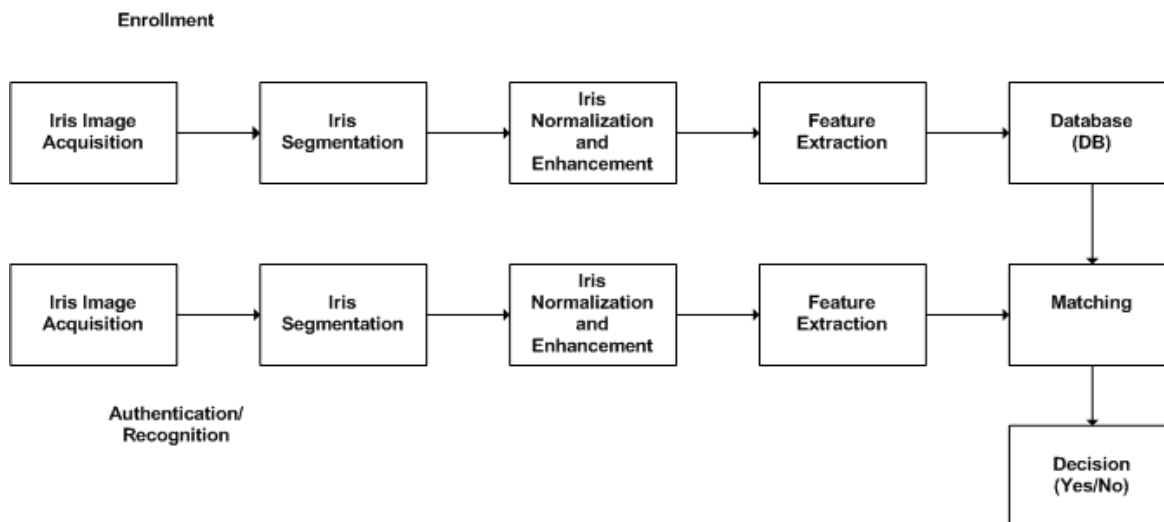 Enrollment
Iris Image
Acquisition
Iris
Segmentation
Iris
Normalization
and
Enhancement
Feature
Extraction
Database
(DB)
Iris Image
Acquisition
Iris
Segmentation
Iris
Normalization
and
Enhancement
Feature
Extraction
Matching
Authentication/
Recognition
Decision
(Yes/No)